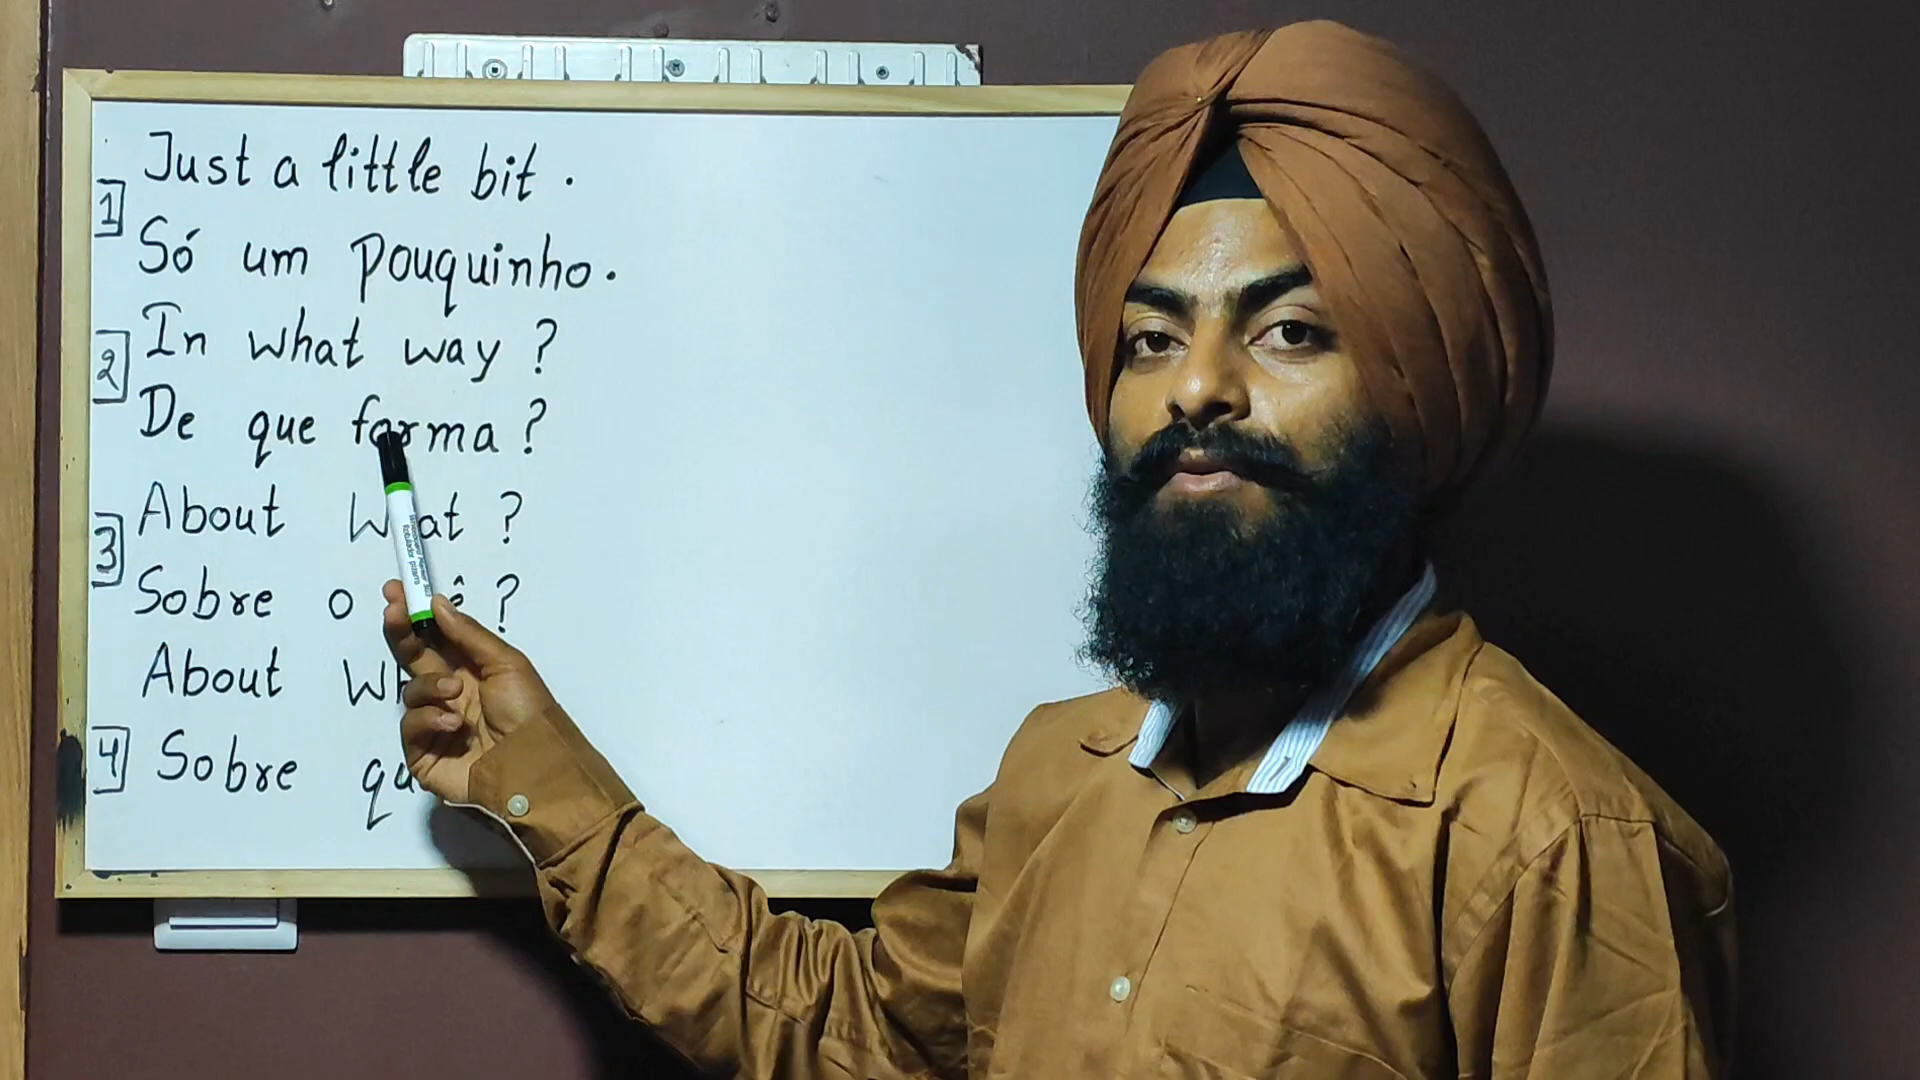 1 Just a little bit.
Só um pouquinho.
2 In what way?
De que forma?
3 About What?
Sobre o ?
About
4 Sobre